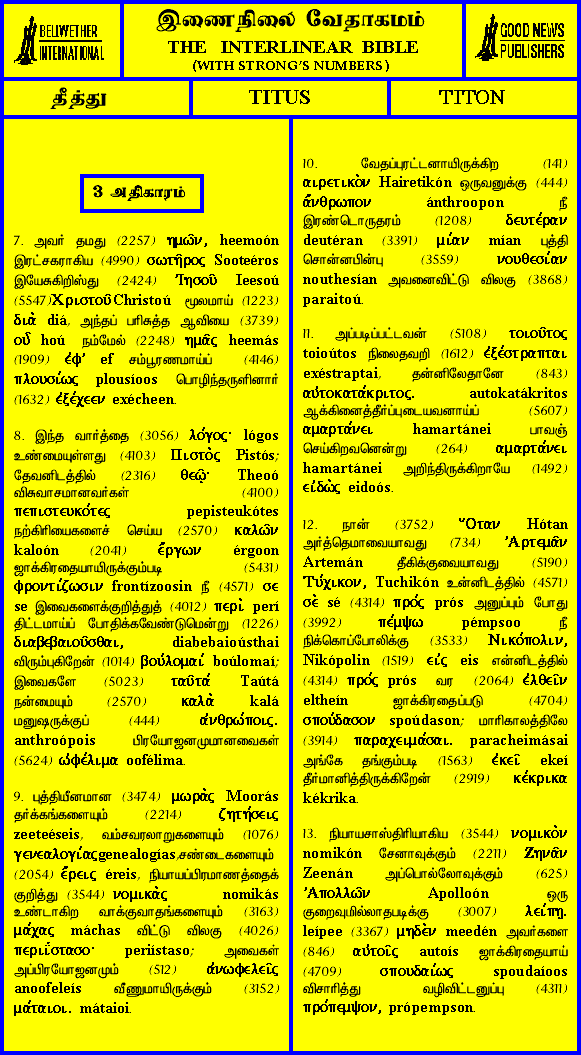 BELLWETHER
INTERNATIONAL
இணைநிலை வேதாகமம்
THE INTERLINEAR BIBLE
(WITH STRONG'S NUMBERS)
GOOD NEWS
PUBLISHERS
தீத்து
TITUS
TITON
3 அதிகாரம்
7. அவர் தமது (2257) ημῶν, heemoón
இரட்சகராகிய (4990) σωτῆρος Sooteéros
இயேசுகிறிஸ்து (2424) Ἰησοῦ Ieesoú
(5547)Χριστοῦ Christoú மூலமாய் (1223)
διὰ diá, அந்தப் பரிசுத்த ஆவியை (3739)
οῦ hoú நம்மேல் (2248) ημᾶς heemás
(1909) ἐφ' ef சம்பூரணமாய்ப் (4146)
πλουσίως plousíoos பொழிந்தருளினார்
(1632) ἐξέχεεν exécheen.
8. இந்த வார்த்தை (3056) λόγος· lógos
உண்மையுள்ளது (4103) Πιστὸς Pistós;
தேவனிடத்தில் (2316) θεῷ· Theoó
விசுவாசமானவர்கள் (4100)
πεπιστευκότες pepisteukótes
நற்கிரியைகளைச் செய்ய (2570) καλῶν
kaloón (2041) ἔργων érgoon
ஜாக்கிரதையாயிருக்கும்படி (5431)
φροντίζωσιν frontízoosin நீ (4571) σε
se இவைகளைக்குறித்துத் (4012) περὶ perí
திட்டமாய்ப் போதிக்கவேண்டுமென்று (1226)
διαβεβαιοῦσθαι, diabebaioústhai
விரும்புகிறேன் (1014) βούλομαί boúlomaí;
இவைகளே (5023) ταῦτά Taútá
நன்மையும் (2570) καλὰ kalá
மனுஷருக்குப் (444) ἀνθρώποις.
anthroópois பிரயோஜனமுமானவைகள்
(5624) ὠφέλιμα oofélima.
9. புத்தியீனமான (3474) μωρὰς Moorás
தர்க்கங்களையும் (2214) ζητήσεις
zeeteéseis, வம்சவரலாறுகளையும் (1076)
γενεαλογίας genealogías,சண்டைகளையும்
(2054) ἔρεις éreis, நியாயப்பிரமாணத்தைக்
குறித்து (3544) νομικὰς nomikás
உண்டாகிற வாக்குவாதங்களையும் (3163)
μάχας máchas விட்டு விலகு (4026)
περιΐστασο· periístaso; அவைகள்
அப்பிரயோஜனமும் (512) ἀνωφελεῖς
anoofeleís வீணுமாயிருக்கும் (3152)
μάταιοι. mátaioi.
10. வேதப்புரட்டனாயிருக்கிற (141)
αιρετικὸν Hairetikón ஒருவனுக்கு (444)
ἄνθρωπον ánthroopon நீ
இரண்டொருதரம் (1208) δευτέραν
deutéran (3391) μίαν mían புத்தி
சொன்னபின்பு (3559) νουθεσίαν
nouthesían அவனைவிட்டு விலகு (3868)
paraitoú.
11. அப்படிப்பட்டவன் (5108) τοιοῦτος
toioútos நிலைதவறி (1612) ἐξέστραπται
exéstraptai, தன்னிலேதானே (843)
αὐτοκατάκριτος. autokatákritos
ஆக்கினைத்தீர்ப்புடையவனாய்ப் (5607)
αμαρτάνει hamartánei பாவஞ்
செய்கிறவனென்று (264) αμαρτάνει
hamartánei அறிந்திருக்கிறாயே (1492)
εἰδὼς eidoós.
12. நான் (3752) Ὅταν Hótan
அர்த்தெமாவையாவது (734) Ἀρτεμᾶν
Artemán தீகிக்குவையாவது (5190)
Τύχικον, Tuchikón உன்னிடத்தில் (4571)
σὲ sé (4314) πρός prós அனுப்பும் போது
(3992) πέμψω pémpsoo நீ
நிக்கொப்போலிக்கு (3533) Νικόπολιν,
Nikópolin (1519) εἰς eis என்னிடத்தில்
(4314) πρός prós வர (2064) ἐλθεῖν
eltheín ஜாக்கிரதைப்படு (4704)
σπούδασον spoúdason; மாரிகாலத்திலே
(3914) παραχειμάσαι. paracheimásai
அங்கே தங்கும்படி (1563) ἐκεῖ ekeí
தீர்மானித்திருக்கிறேன் (2919) κέκρικα
kékrika.
13. நியாயசாஸ்திரியாகிய (3544) νομικὸν
nomikón சேனாவுக்கும் (2211) Ζηνᾶν
Zeenán அப்பொல்லோவுக்கும் (625)
Ἀπολλῶν Apolloón ஒரு
குறைவுமில்லாதபடிக்கு (3007) λείπῃ.
leípee (3367) μηδὲν meedén அவர்களை
(846) αὐτοῖς autoís ஜாக்கிரதையாய்
(4709) σπουδαίως spoudaíoos
விசாரித்து வழிவிட்டனுப்பு (4311)
πρόπεμψον, própempson.